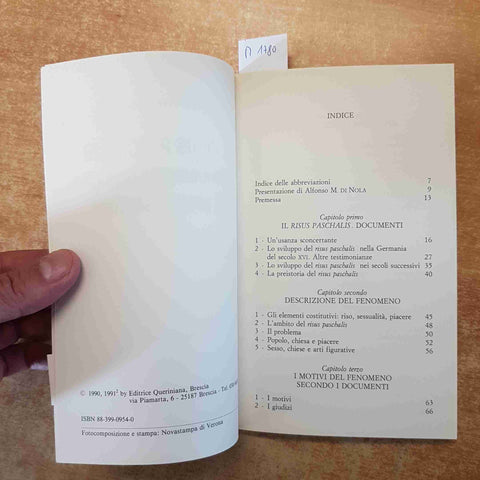 П 1780
© 1990, 1991² by Editrice Queriniana, Brescia
via Piamarta, 6 - 25187 Brescia - Tel.
ISBN 88-399-0954-0
Fotocomposizione e stampa: Novastampa di Verona
INDICE
Indice delle abbreviazioni 7
Presentazione di Alfonso M. DI NOLA 9
Premessa 13
Capitolo primo
IL RISUS PASCHALIS. DOCUMENTI
1 - Un'usanza sconcertante 16
2 - Lo sviluppo del risus paschalis nella Germania
del secolo XVI. Altre testimonianze 27
3 - Lo sviluppo del risus paschalis nei secoli successivi 35
4 - La preistoria del risus paschalis 40
Capitolo secondo
DESCRIZIONE DEL FENOMENO
1 - Gli elementi costitutivi: riso, sessualità, piacere 45
2 - L'ambito del risus paschalis 48
3 - Il problema 50
4 - Popolo, chiesa e piacere 52
5 - Sesso, chiese e arti figurative 56
Capitolo terzo
I MOTIVI DEL FENOMENO
SECONDO I DOCUMENTI
1 - I motivi 63
2 - I giudizi 66